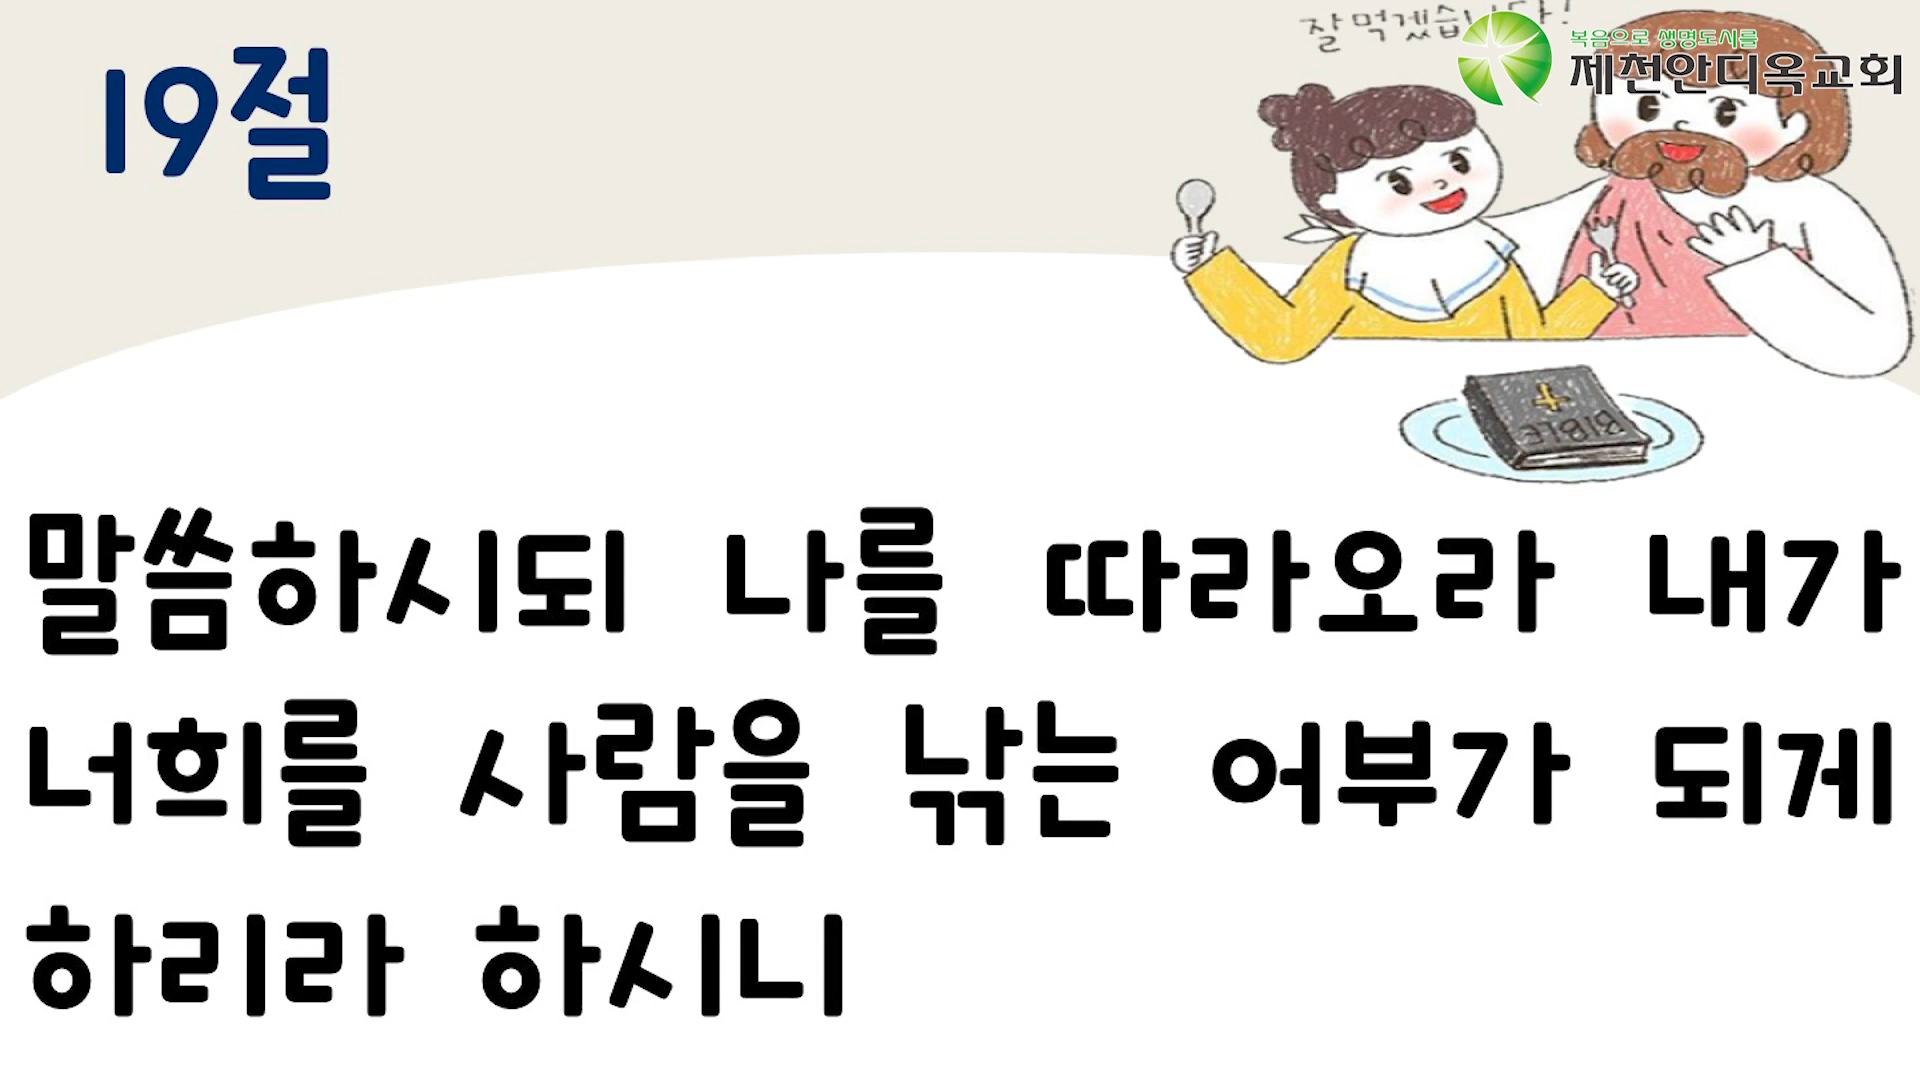 19절
잘 먹겠습니다!
복음으로 생명도시를
제천안디옥교회
BIBLE
말씀하시되 나를 따라오라 내가
너희를 사람을 낚는 어부가 되게
하리라 하시니